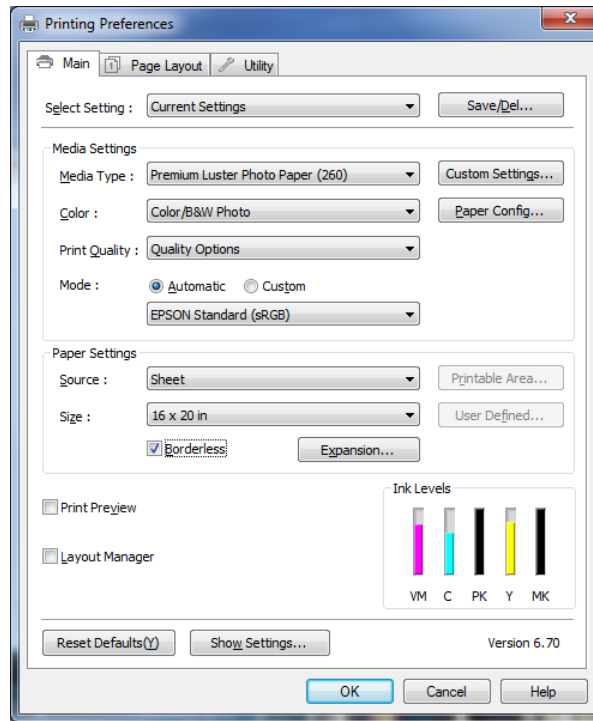 Printing Preferences
Main Page Layout Utility
Select Setting : Current Settings Save/Del...
Media Settings
Media Type : Premium Luster Photo Paper (260) Custom Settings...
Color : Color/B&W Photo Paper Config...
Print Quality : Quality Options
Mode : Automatic Custom
EPSON Standard (sRGB)
Paper Settings
Source : Sheet Printable Area...
Size : 16 x 20 in User Defined...
Borderless Expansion...
Print Preview
Ink Levels
Layout Manager
VM C PK Y MK
Reset Defaults(Y) Show Settings... Version 6.70
OK Cancel Help